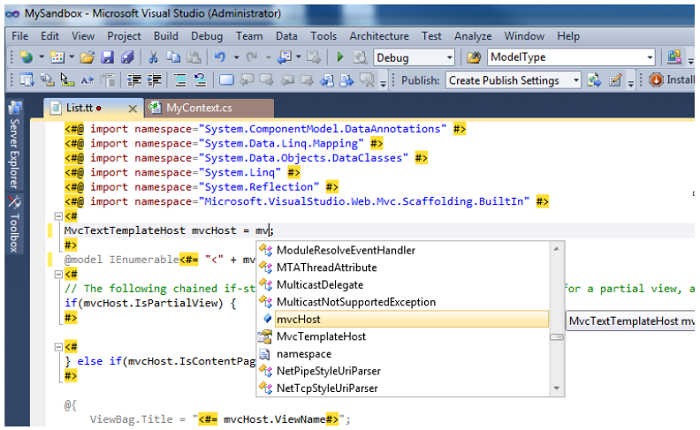 MySandbox - Microsoft Visual Studio (Administrator)
File Edit View Project Build Debug Team Data Tools Architecture Test Analyze Window Help
Debug ModelType
Publish: Create Publish Settings Install
Server Explorer
Toolbox
List.tt MyContext.cs
<#@ import namespace="System.ComponentModel.DataAnnotations" #>
<#@ import namespace="System.Data.Linq.Mapping" #>
<#@ import namespace="System.Data.Objects.DataClasses" #>
<#@ import namespace="System.Linq" #>
<#@ import namespace="System.Reflection" #>
<#@ import namespace="Microsoft.VisualStudio.Web.Mvc.Scaffolding.BuiltIn" #>
<#
MvcTextTemplateHost mvcHost = mv;
#>
@model IEnumerable<#= "<" + mv
<#
// The following chained if-st for a partial view, a
if(mvcHost.IsPartialView) {
#>
<#
} else if(mvcHost.IsContentPag
#>
@{
ViewBag.Title = "<#= mvcHost.ViewName#>";
ModuleResolveEventHandler
MTAThreadAttribute
MulticastDelegate
MulticastNotSupportedException
mvcHost
MvcTextTemplateHost mv
MvcTemplateHost
namespace
NetPipeStyleUriParser
NetTcpStyleUriParser